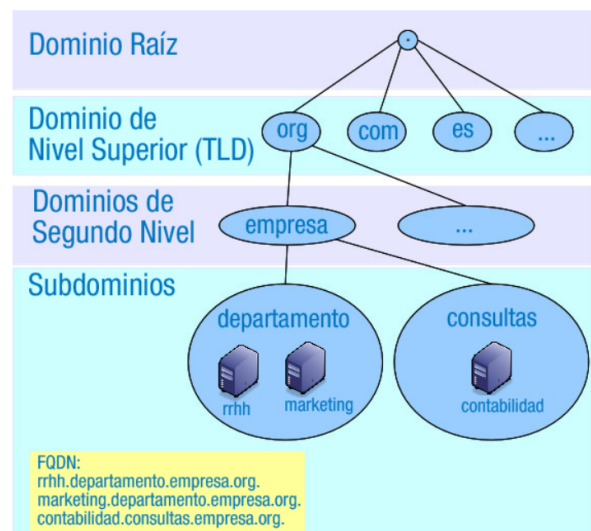 Dominio Raíz
.
Dominio de
Nivel Superior (TLD)
org
com
es
...
Dominios de
Segundo Nivel
empresa
...
Subdominios
departamento
consultas
rrhh
marketing
contabilidad
FQDN:
rrhh.departamento.empresa.org.
marketing.departamento.empresa.org.
contabilidad.consultas.empresa.org.